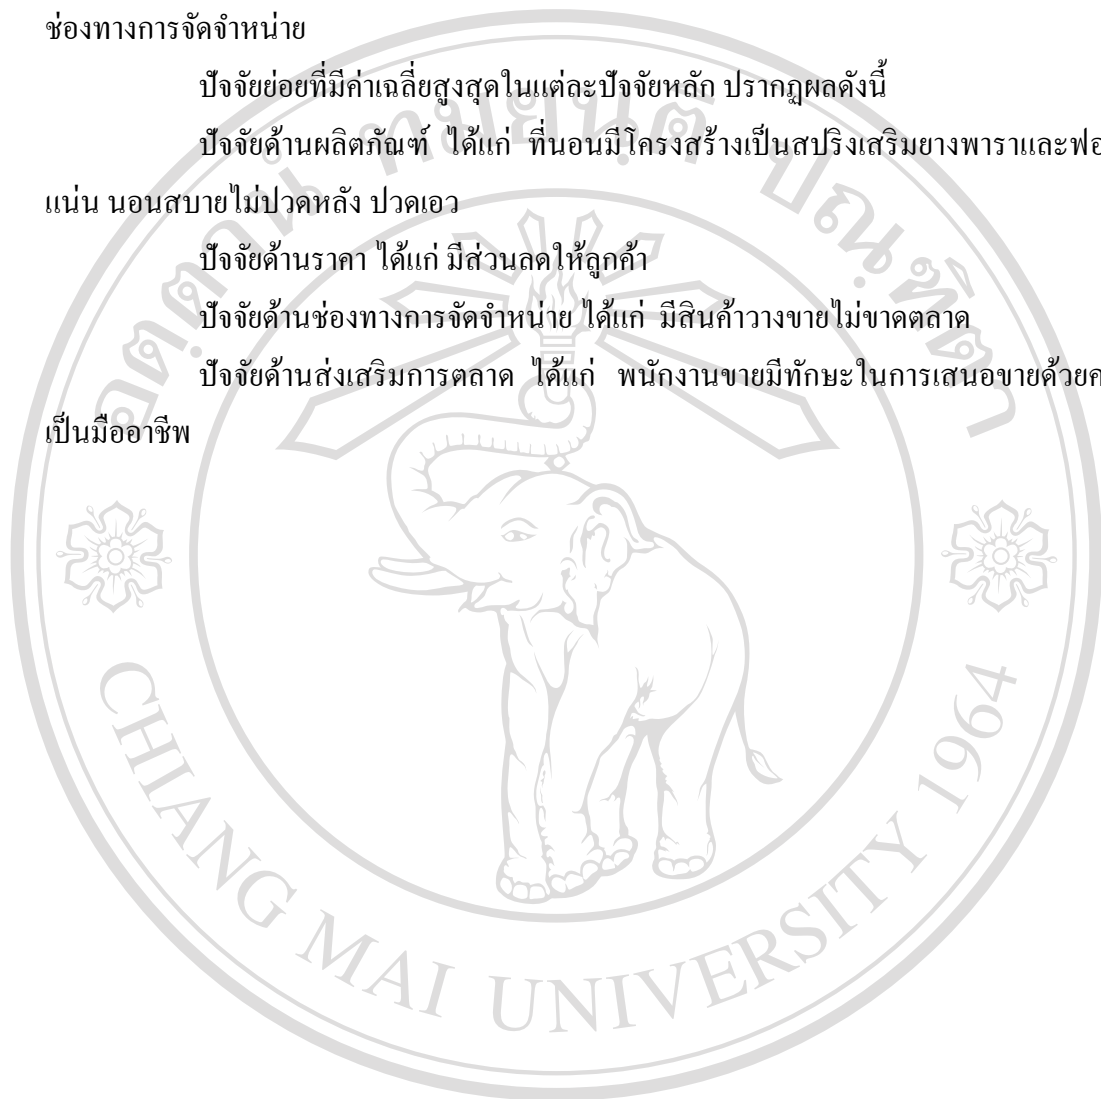 ช่องทางการจัดจำหน่าย
ปัจจัยย่อยที่มีค่าเฉลี่ยสูงสุดในแต่ละปัจจัยหลัก ปรากฏผลดังนี้
ปัจจัยด้านผลิตภัณฑ์ ได้แก่ ที่นอนมีโครงสร้างเป็นสปริงเสริมยางพาราและ
แน่น นอนสบายไม่ปวดหลัง ปวดเอว
ปัจจัยด้านราคา ได้แก่ มีส่วนลดให้ลูกค้า
ปัจจัยด้านช่องทางการจัดจำหน่าย ได้แก่ มีสินค้าวางขายไม่ขาดตลาด
ปัจจัยด้านส่งเสริมการตลาด ได้แก่ พนักงานขายมีทักษะในการเสนอขายด้วย
เป็นมืออาชีพ
CHIANG MAI UNIVERSITY 1964